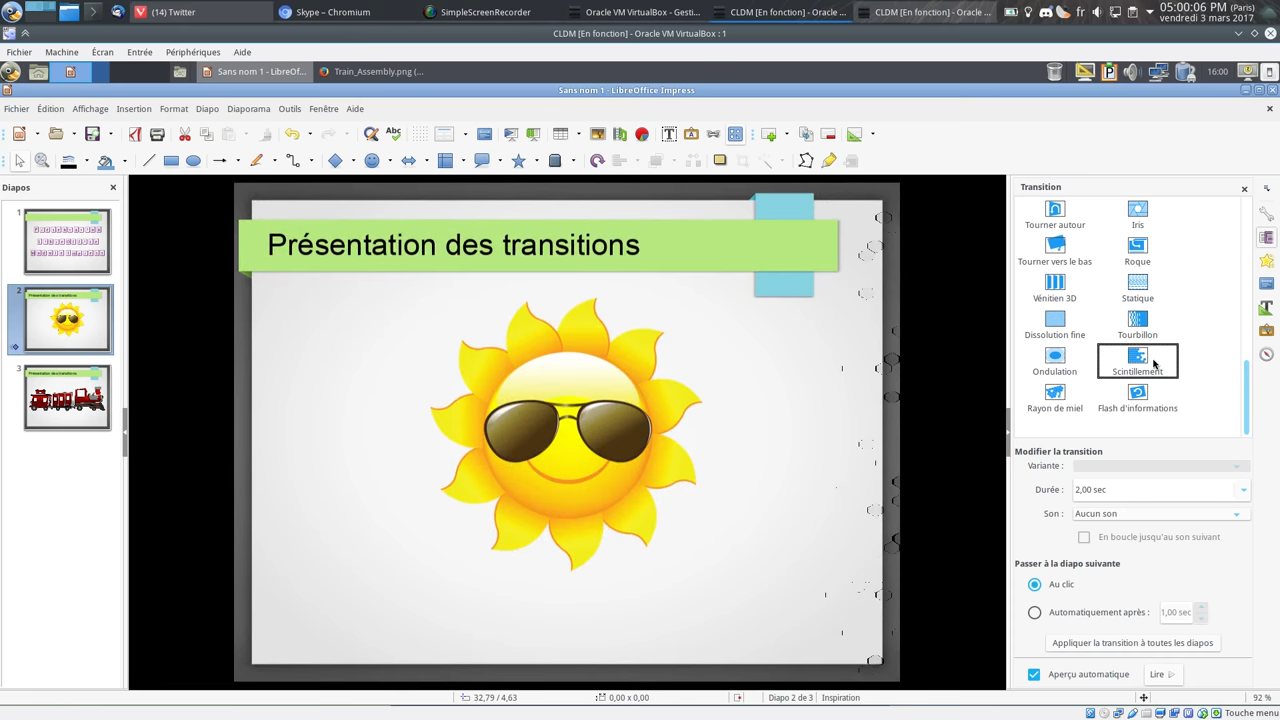 (14) Twitter
Skype – Chromium
SimpleScreenRecorder
Oracle VM VirtualBox - Gesti...
CLDM [En fonction] - Oracle ...
CLDM [En fonction] - Oracle ...
fr
05:00:06 PM (Paris)
vendredi 3 mars 2017
CLDM [En fonction] - Oracle VM VirtualBox : 1
Fichier Machine Écran Entrée Périphériques Aide
Sans nom 1 - LibreOf...
Train_Assembly.png (...
16:00
Sans nom 1 - LibreOffice Impress
Fichier Édition Affichage Insertion Format Diapo Diaporama Outils Fenêtre Aide
Diapos
1
2
Présentation des transitions
3
Présentation des transitions
Présentation des transitions
Transition
Tourner autour
Iris
Tourner vers le bas
Roque
Vénitien 3D
Statique
Dissolution fine
Tourbillon
Ondulation
Scintillement
Rayon de miel
Flash d'informations
Modifier la transition
Variante :
Durée : 2,00 sec
Son : Aucun son
En boucle jusqu'au son suivant
Passer à la diapo suivante
Au clic
Automatiquement après : 1,00 sec
Appliquer la transition à toutes les diapos
Aperçu automatique
Lire
32,79 / 4,63
0,00 x 0,00
Diapo 2 de 3
Inspiration
92 %
Touche menu